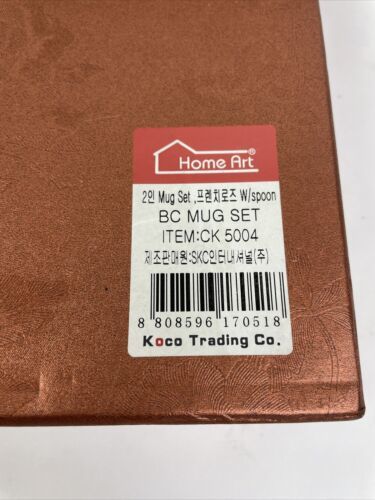 Home Art®
2인 Mug Set ,프렌치로즈 W/spoon
BC MUG SET
ITEM:CK 5004
제조판매원:SKC인터내셔널(주)
8 808596 170518
Koco Trading Co.